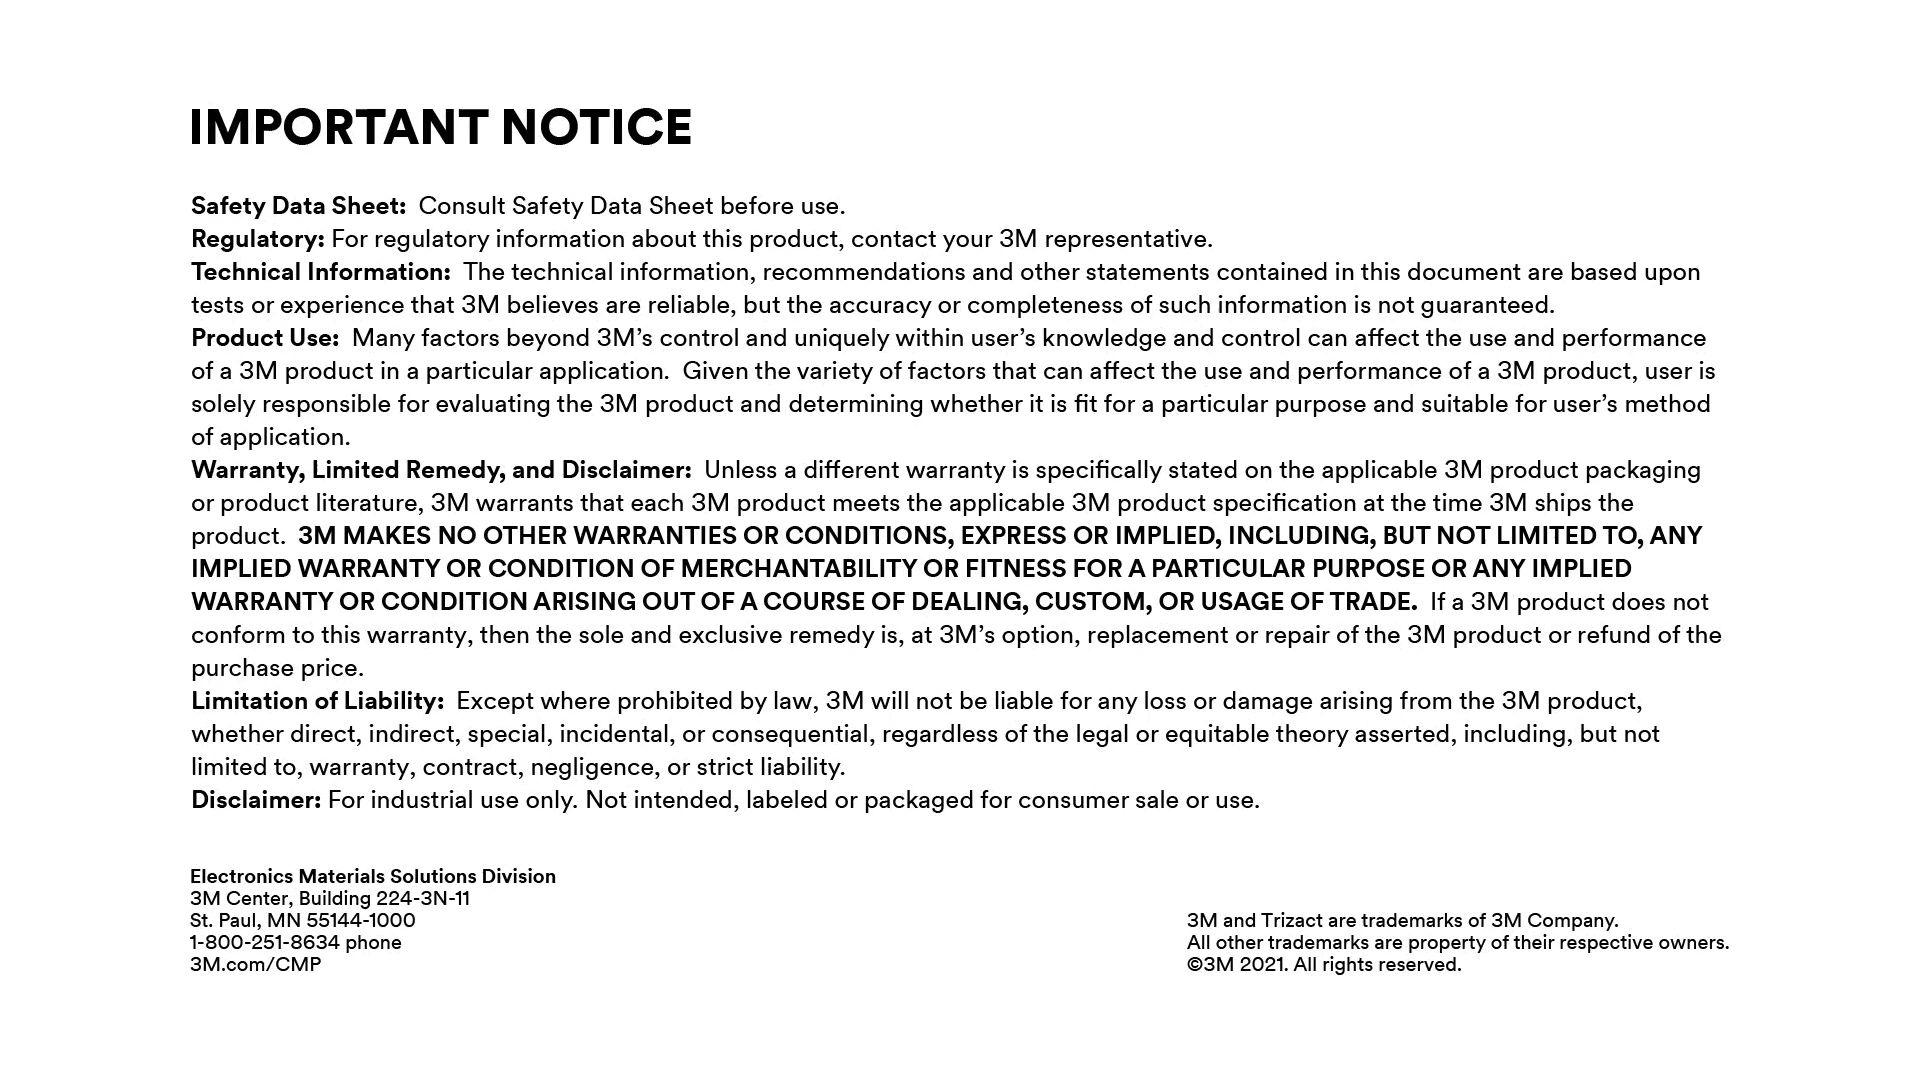 IMPORTANT NOTICE
Safety Data Sheet:  Consult Safety Data Sheet before use.
Regulatory: For regulatory information about this product, contact your 3M representative.
Technical Information:  The technical information, recommendations and other statements contained in this document are based upon
tests or experience that 3M believes are reliable, but the accuracy or completeness of such information is not guaranteed.
Product Use:  Many factors beyond 3M’s control and uniquely within user’s knowledge and control can affect the use and performance
of a 3M product in a particular application.  Given the variety of factors that can affect the use and performance of a 3M product, user is
solely responsible for evaluating the 3M product and determining whether it is fit for a particular purpose and suitable for user’s method
of application.
Warranty, Limited Remedy, and Disclaimer:  Unless a different warranty is specifically stated on the applicable 3M product packaging
or product literature, 3M warrants that each 3M product meets the applicable 3M product specification at the time 3M ships the
product.  3M MAKES NO OTHER WARRANTIES OR CONDITIONS, EXPRESS OR IMPLIED, INCLUDING, BUT NOT LIMITED TO, ANY
IMPLIED WARRANTY OR CONDITION OF MERCHANTABILITY OR FITNESS FOR A PARTICULAR PURPOSE OR ANY IMPLIED
WARRANTY OR CONDITION ARISING OUT OF A COURSE OF DEALING, CUSTOM, OR USAGE OF TRADE.  If a 3M product does not
conform to this warranty, then the sole and exclusive remedy is, at 3M’s option, replacement or repair of the 3M product or refund of the
purchase price.
Limitation of Liability:  Except where prohibited by law, 3M will not be liable for any loss or damage arising from the 3M product,
whether direct, indirect, special, incidental, or consequential, regardless of the legal or equitable theory asserted, including, but not
limited to, warranty, contract, negligence, or strict liability.
Disclaimer: For industrial use only. Not intended, labeled or packaged for consumer sale or use.
Electronics Materials Solutions Division
3M Center, Building 224-3N-11
St. Paul, MN 55144-1000
1-800-251-8634 phone
3M.com/CMP
3M and Trizact are trademarks of 3M Company.
All other trademarks are property of their respective owners.
©3M 2021. All rights reserved.